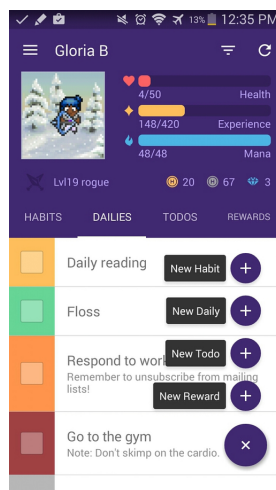 13% 12:35 PM
Gloria B
4/50 Health
148/420 Experience
48/48 Mana
Lvl19 rogue 20 67 3
HABITS DAILIES TODOS REWARDS
Daily reading
New Habit
Floss
New Daily
Respond to work
New Todo
Remember to unsubscribe from mailing
lists!
New Reward
Go to the gym
Note: Don't skimp on the cardio.